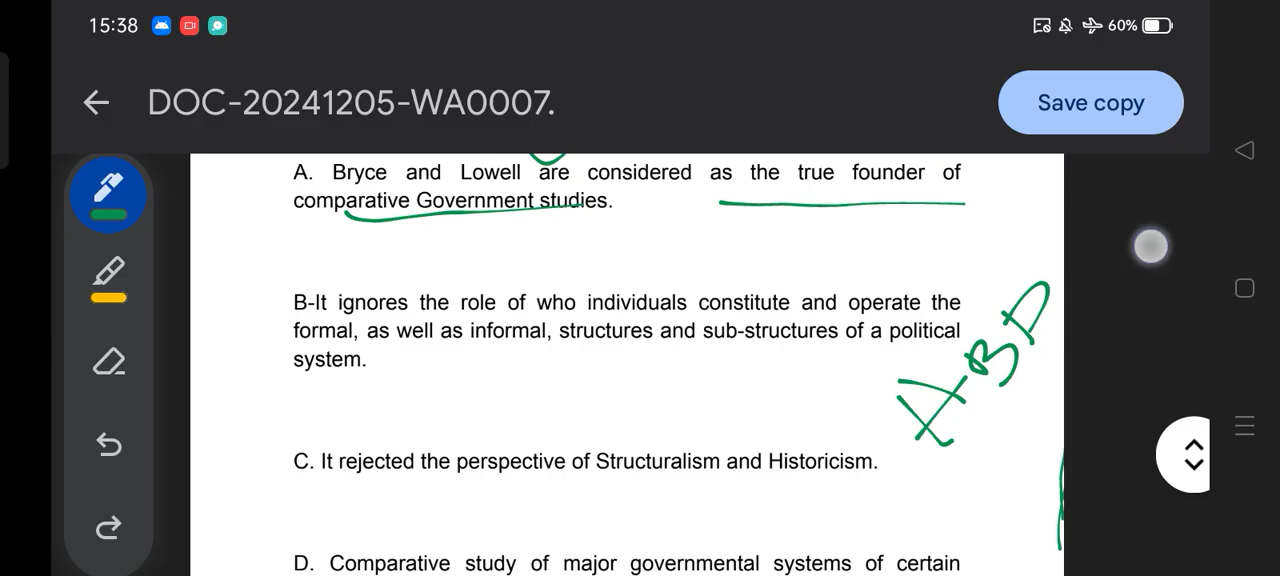 15:38
60%
DOC-20241205-WA0007.
Save copy
A. Bryce and Lowell are considered as the true founder of
comparative Government studies.
B-It ignores the role of who individuals constitute and operate the
formal, as well as informal, structures and sub-structures of a political
system.
A-BD
C. It rejected the perspective of Structuralism and Historicism.
D. Comparative study of major governmental systems of certain